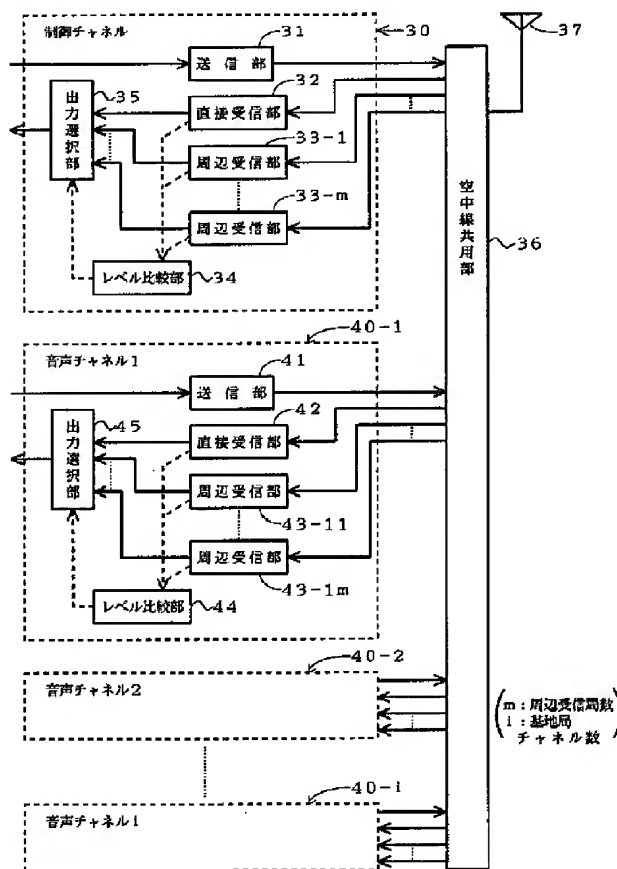 制御チャネル
31
30
37
送信部
32
35
直接受信部
33-1
出力選択部
周辺受信部
33-m
周辺受信部
空中線共用部
36
レベル比較部
34
40-1
音声チャネル1
41
送信部
42
45
直接受信部
出力選択部
周辺受信部
43-11
周辺受信部
43-1m
レベル比較部
44
40-2
音声チャネル2
m:周辺受信局数
i:基地局
チャネル数
40-i
音声チャネルi